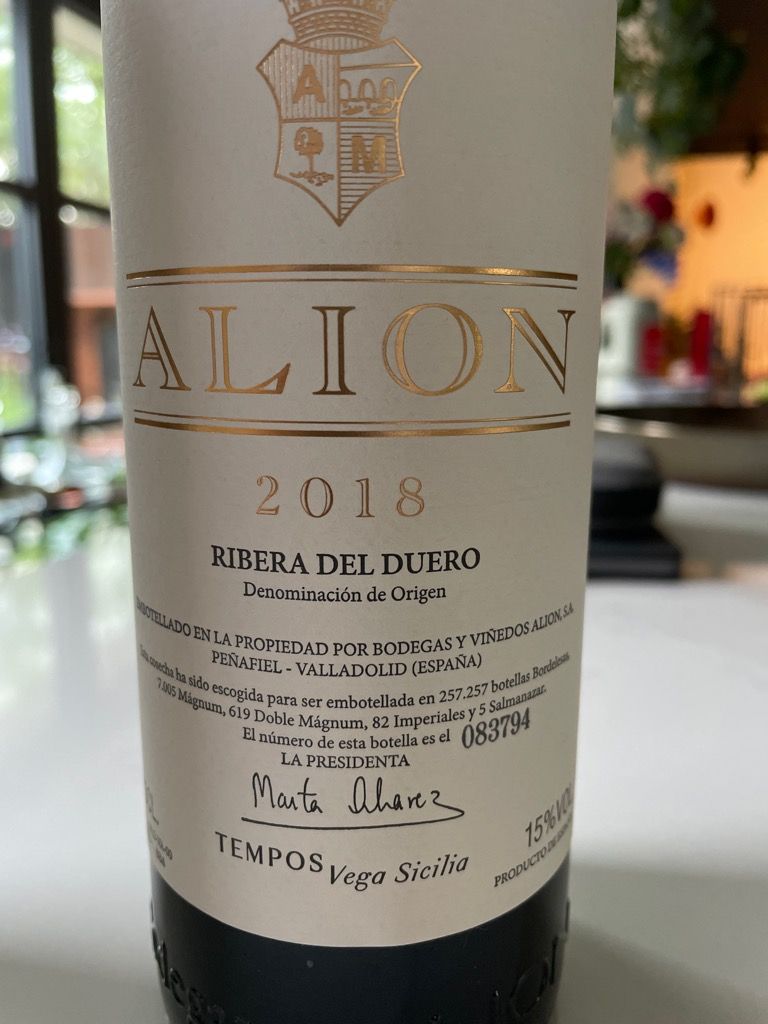 A
M
ALION
2018
RIBERA DEL DUERO
Denominación de Origen
EMBOTELLADO EN LA PROPIEDAD POR BODEGAS Y VIÑEDOS ALION, S.A.
PEÑAFIEL - VALLADOLID (ESPAÑA)
Esta cosecha ha sido escogida para ser embotellada en 257.257 botellas Bordelesas,
7.005 Mágnum, 619 Doble Mágnum, 82 Imperiales y 5 Salmanazar.
El número de esta botella es el 083794
LA PRESIDENTA
Marta Álvarez
TEMPOS Vega Sicilia
15% VOL
PRODUCTO DE